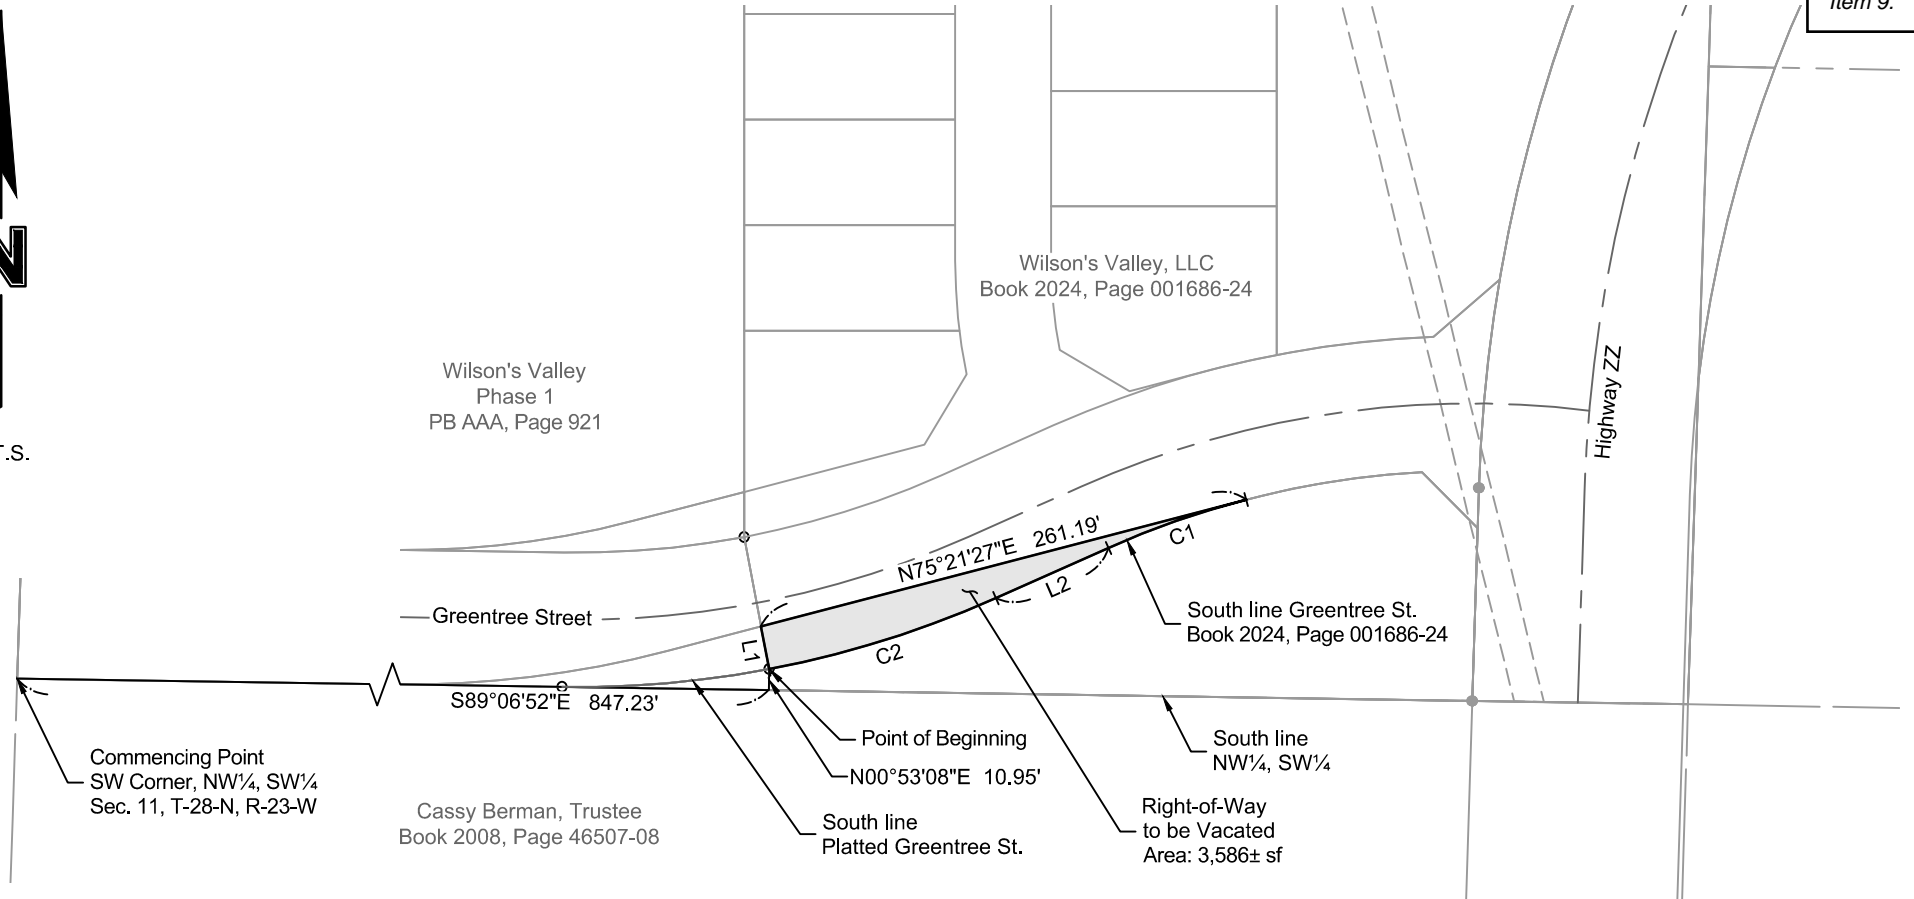 Item 9.
N
T.S.
Wilson's Valley, LLC
Book 2024, Page 001686-24
Wilson's Valley
Phase 1
PB AAA, Page 921
Highway ZZ
N75°21'27"E 261.19'
C1
L2
C2
L1
Greentree Street
South line Greentree St.
Book 2024, Page 001686-24
S89°06'52"E 847.23'
Commencing Point
SW Corner, NW¼, SW¼
Sec. 11, T-28-N, R-23-W
Point of Beginning
N00°53'08"E 10.95'
South line
NW¼, SW¼
Cassy Berman, Trustee
Book 2008, Page 46507-08
South line
Platted Greentree St.
Right-of-Way
to be Vacated
Area: 3,586± sf